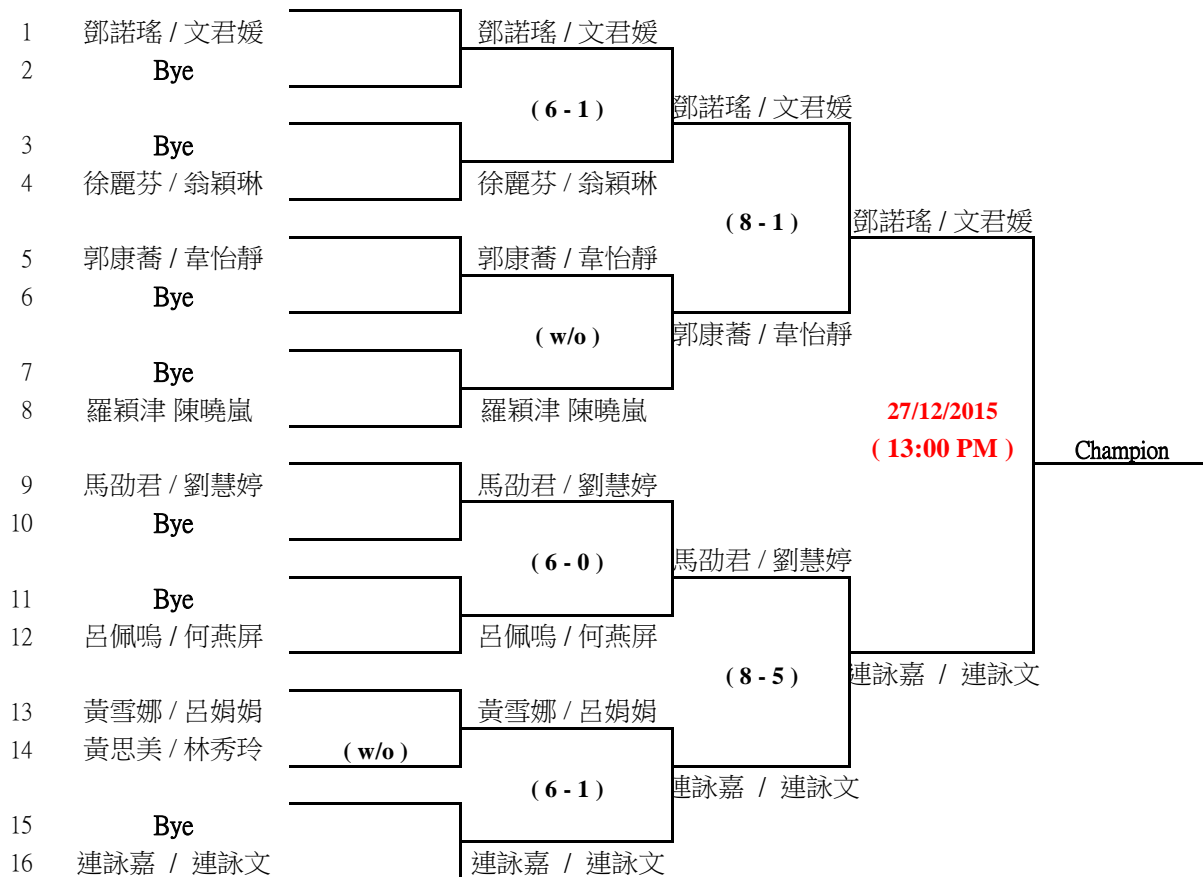 1 鄧諾瑤 / 文君媛 鄧諾瑤 / 文君媛
2 Bye
( 6 - 1 ) 鄧諾瑤 / 文君媛
3 Bye
4 徐麗芬 / 翁穎琳 徐麗芬 / 翁穎琳
( 8 - 1 ) 鄧諾瑤 / 文君媛
5 郭康蕎 / 韋怡靜 郭康蕎 / 韋怡靜
6 Bye
( w/o ) 郭康蕎 / 韋怡靜
7 Bye
8 羅穎津 陳曉嵐 羅穎津 陳曉嵐 27/12/2015
( 13:00 PM ) Champion
9 馬劭君 / 劉慧婷 馬劭君 / 劉慧婷
10 Bye
( 6 - 0 ) 馬劭君 / 劉慧婷
11 Bye
12 呂佩嗚 / 何燕屏 呂佩嗚 / 何燕屏
( 8 - 5 ) 連詠嘉 / 連詠文
13 黃雪娜 / 呂娟娟 黃雪娜 / 呂娟娟
14 黃思美 / 林秀玲 ( w/o )
( 6 - 1 ) 連詠嘉 / 連詠文
15 Bye
16 連詠嘉 / 連詠文 連詠嘉 / 連詠文